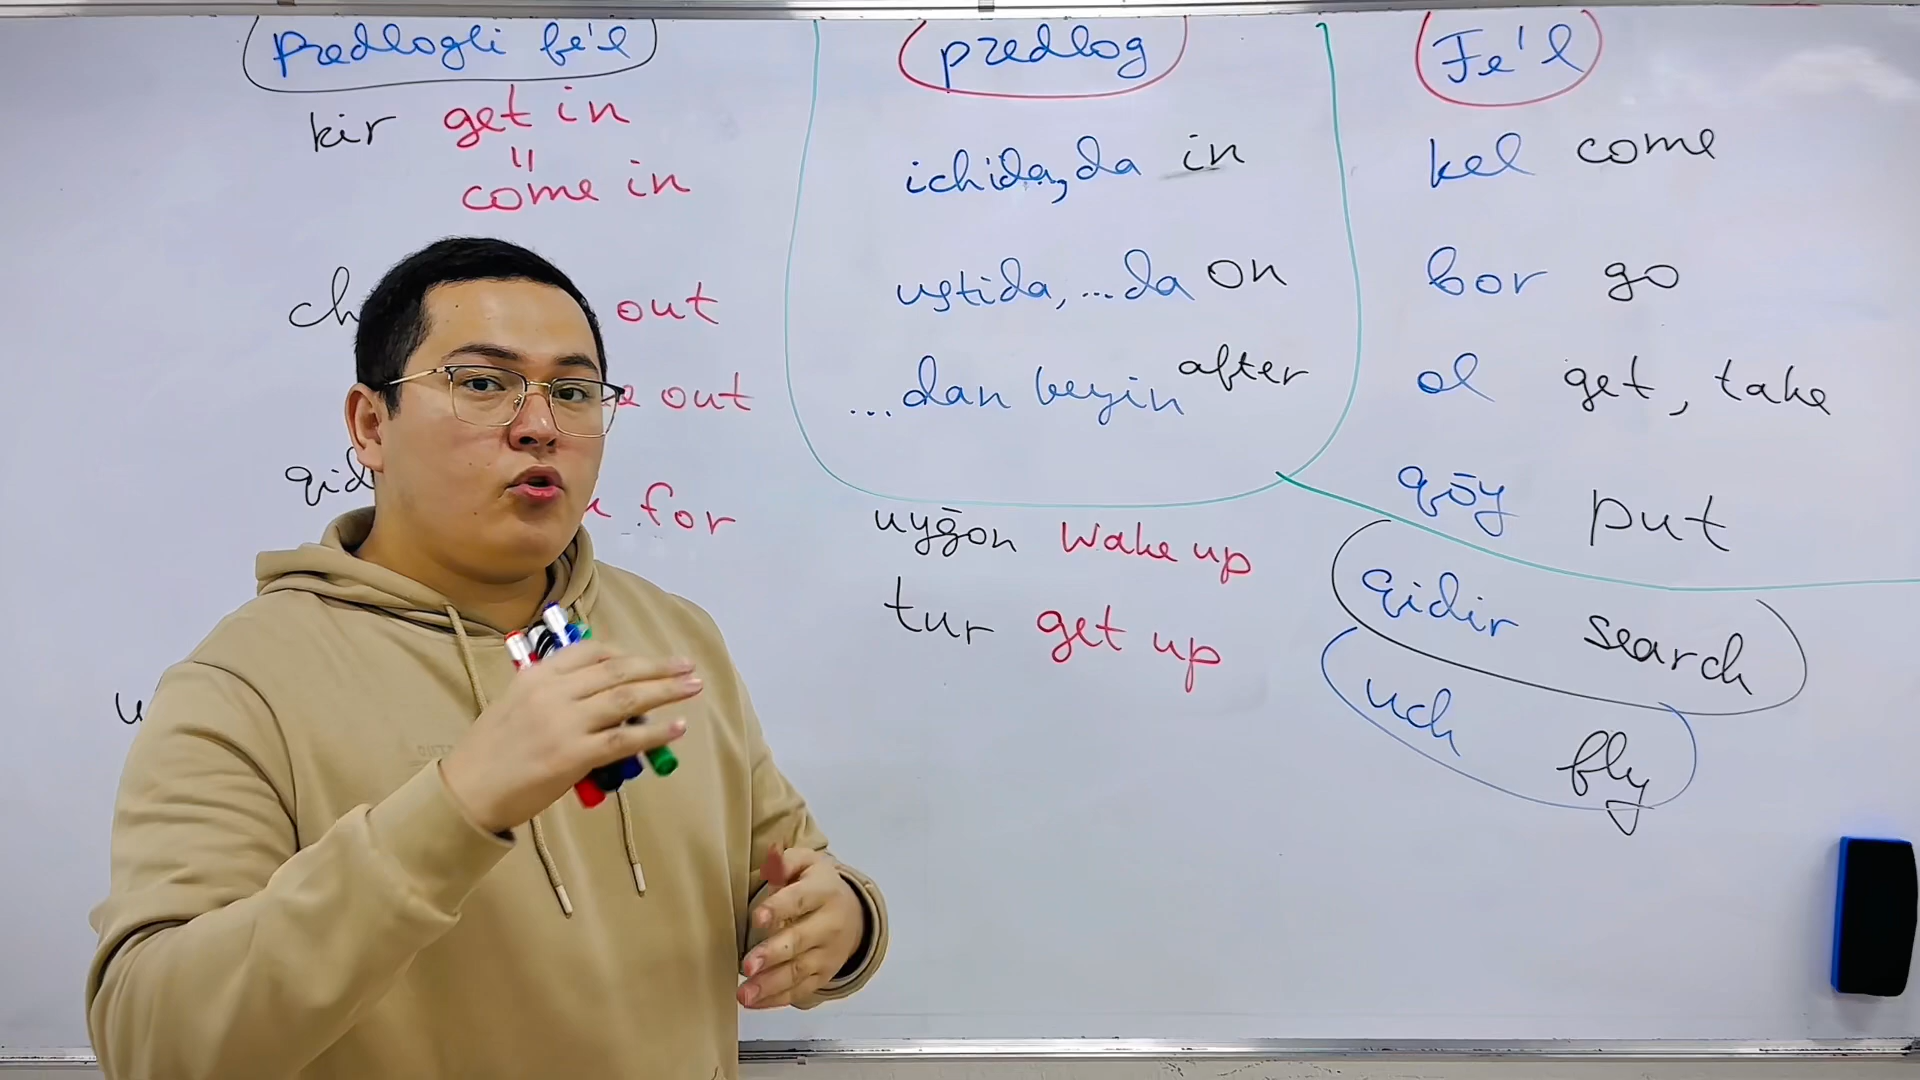 Predlogli fe'l
kir get in
come in
out
out
for
predlog
ichida, da in
ustida, ...da on
...dan keyin after
uyg̅on Wake up
tur get up
Fe'l
kel come
bor go
ol get, take
qōy put
qidir search
uch fly